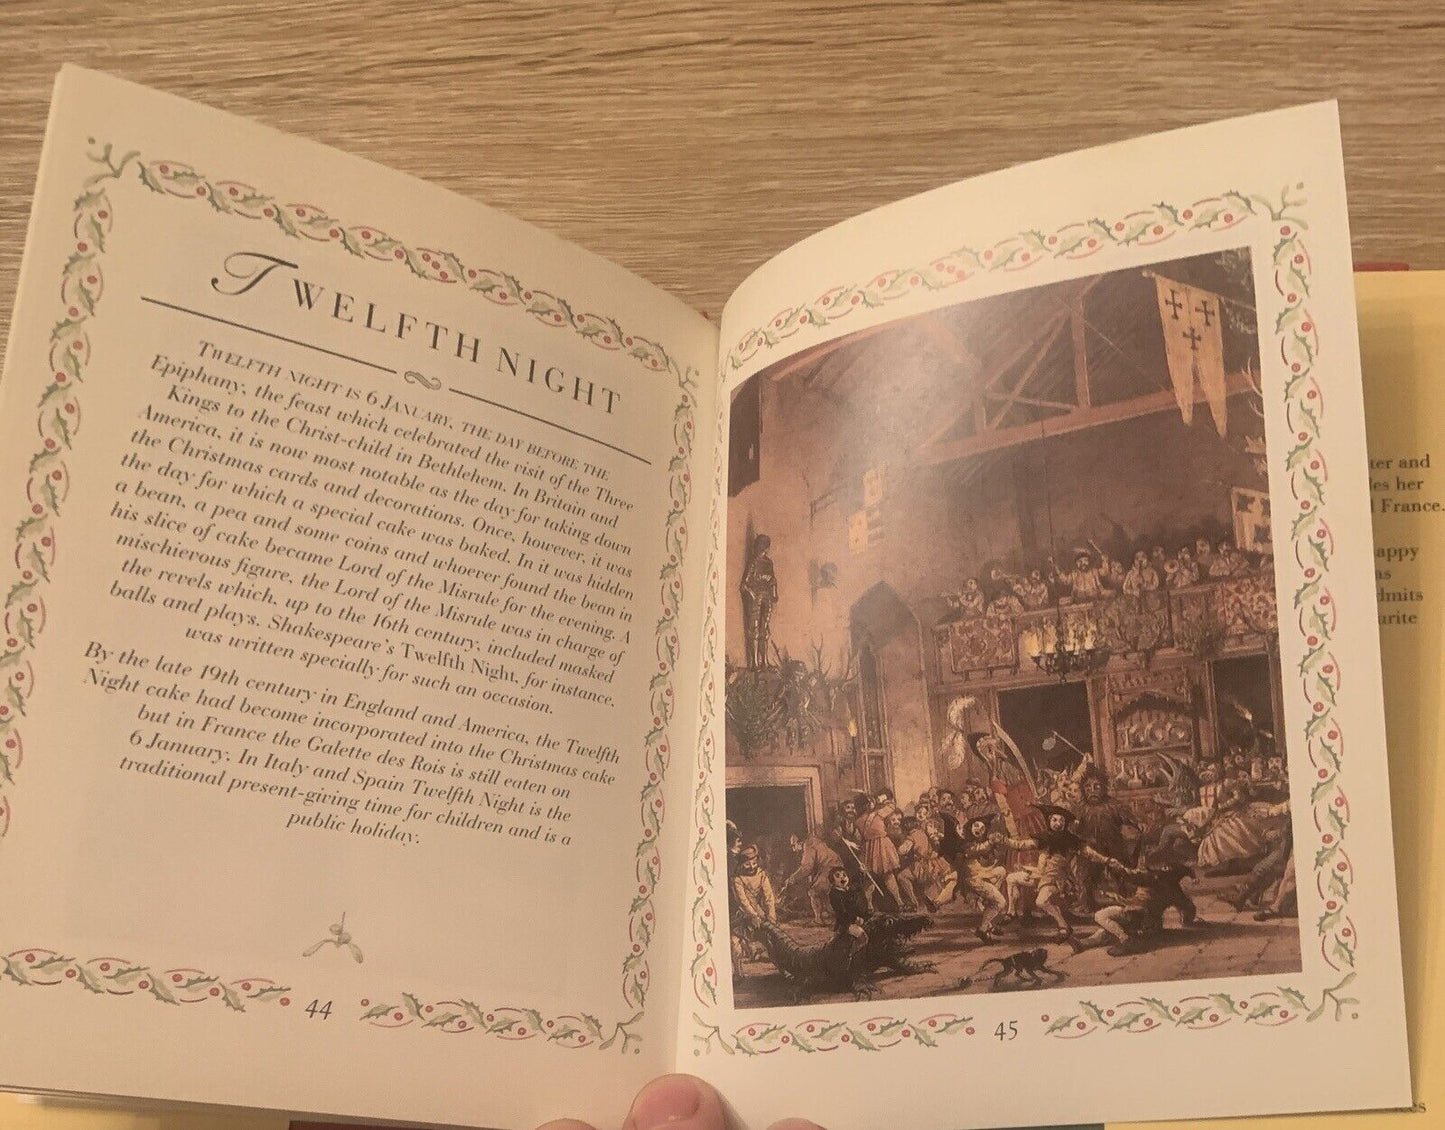 TWELFTH NIGHT
TWELFTH NIGHT IS 6 JANUARY, THE DAY BEFORE THE
Epiphany, the feast which celebrated the visit of the Three
Kings to the Christ-child in Bethlehem. In Britain and
America, it is now most notable as the day for taking down
the Christmas cards and decorations. Once, however, it was
the day for which a special cake was baked. In it was hidden
a bean, a pea and some coins and whoever found the bean in
his slice of cake became Lord of the Misrule for the evening. A
mischierous figure, the Lord of the Misrule was in charge of
the revels which, up to the 16th century, included masked
balls and plays. Shakespeare's Twelfth Night, for instance,
was written specially for such an occasion.
By the late 19th century in England and America, the Twelfth
Night cake had become incorporated into the Christmas cake
but in France the Galette des Rois is still eaten on
6 January. In Italy and Spain Twelfth Night is the
traditional present-giving time for children and is a
public holiday.
44
45
ter and
es her
France.
appy
as
dmits
urite